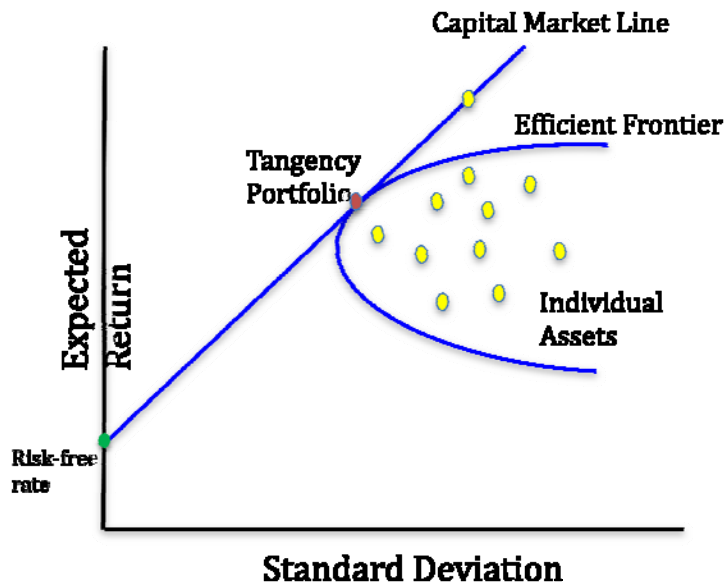 Capital Market Line
Efficient Frontier
Tangency
Portfolio
Expected
Return
Individual
Assets
Risk-free
rate
Standard Deviation